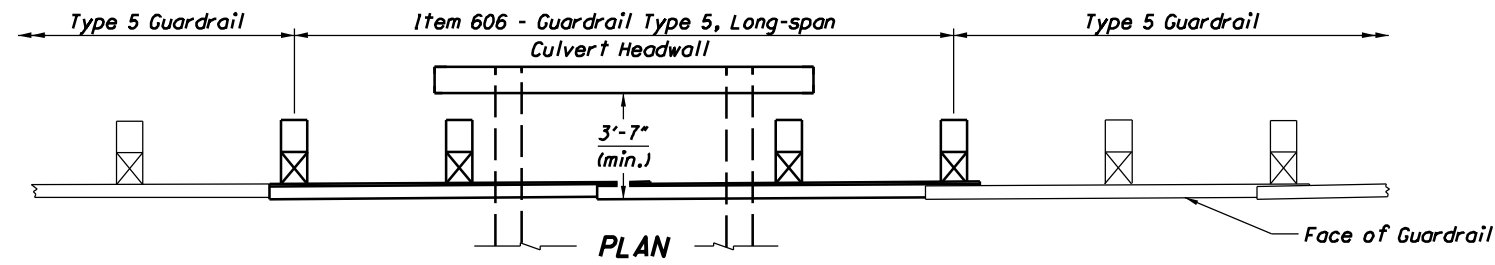 Type 5 Guardrail
Item 606 - Guardrail Type 5, Long-span
Type 5 Guardrail
Culvert Headwall
3'-7"
(min.)
PLAN
Face of Guardrail